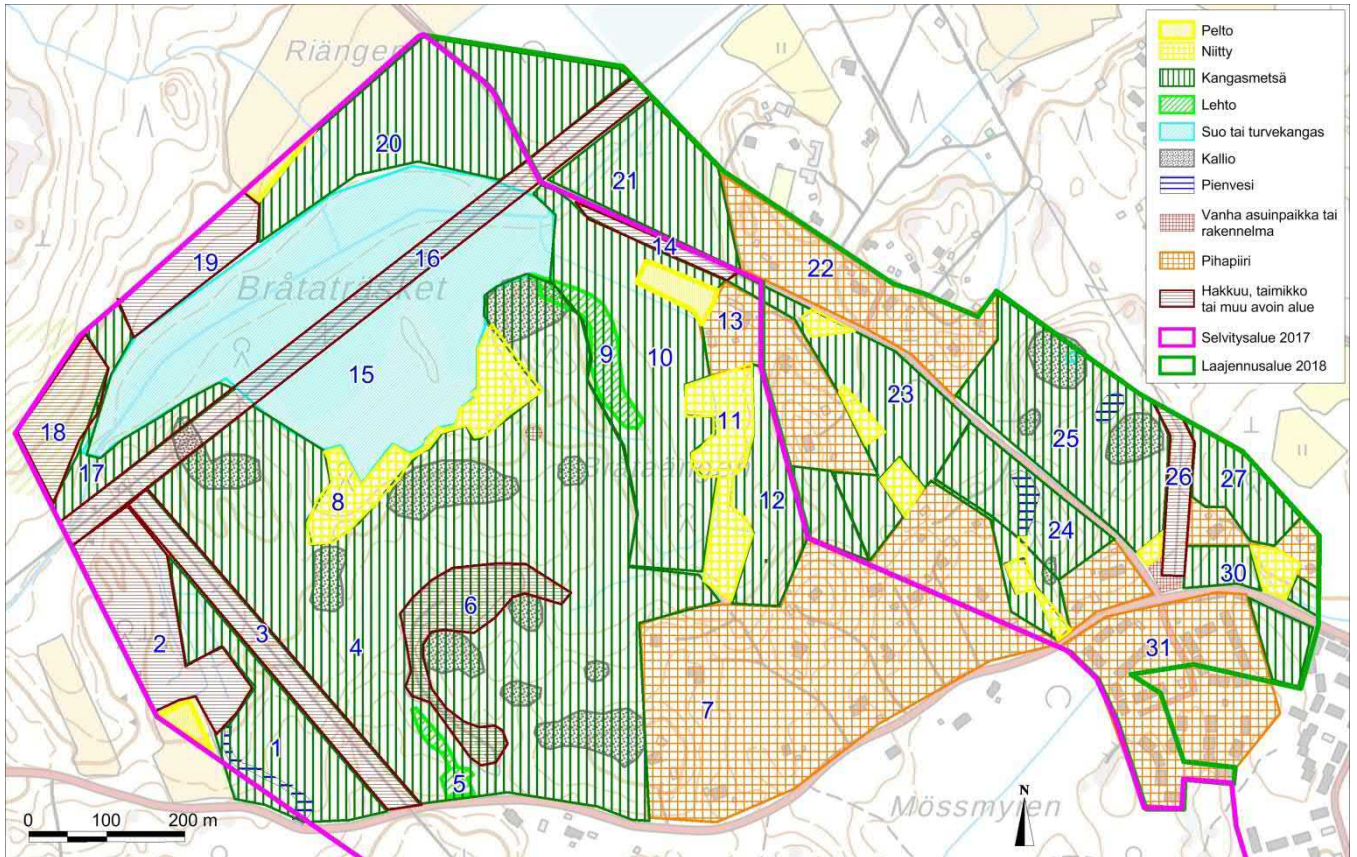 Riängen
Pelto
Niitty
Kangasmetsä
Lehto
Suo tai turvekangas
Kallio
Pienvesi
Vanha asuinpaikka tai
rakennelma
Pihapiiri
Hakkuu, taimikko
tai muu avoin alue
Selvitysalue 2017
Laajennusalue 2018
20
21
19
14
22
16
Bråtaträsket
13
9
10
15
23
18
11
25
17
12
26
27
8
24
30
6
2
3
4
31
7
1
5
N
0
200 m
Mössmyren